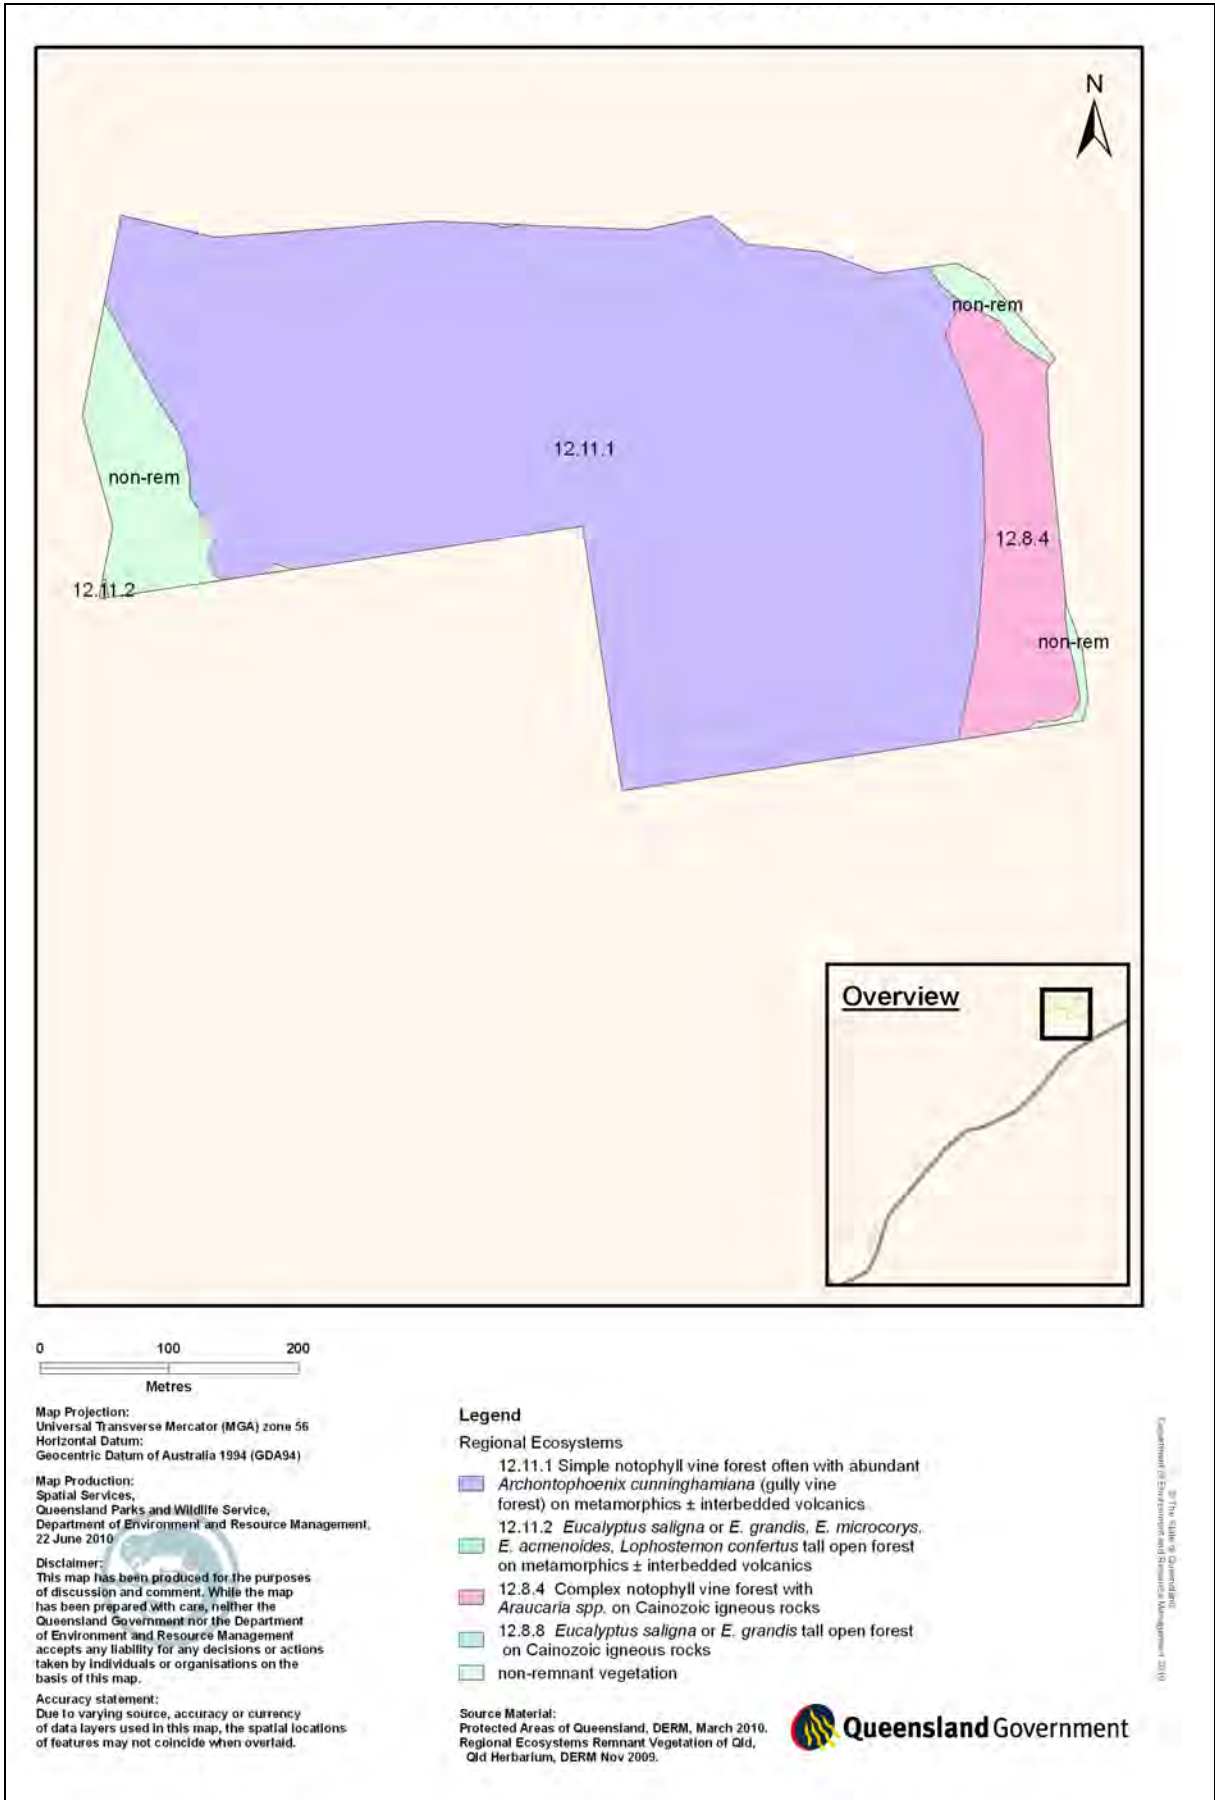 N
non-rem
12.11.1
non-rem
12.8.4
12.11.2
non-rem
Overview
0 100 200
Metres
Map Projection:
Universal Transverse Mercator (MGA) zone 56
Horizontal Datum:
Geocentric Datum of Australia 1994 (GDA94)
Map Production:
Spatial Services,
Queensland Parks and Wildlife Service,
Department of Environment and Resource Management,
22 June 2010
Disclaimer:
This map has been produced for the purposes
of discussion and comment. While the map
has been prepared with care, neither the
Queensland Government nor the Department
of Environment and Resource Management
accepts any liability for any decisions or actions
taken by individuals or organisations on the
basis of this map.
Accuracy statement:
Due to varying source, accuracy or currency
of data layers used in this map, the spatial locations
of features may not coincide when overlaid.
Legend
Regional Ecosystems
12.11.1 Simple notophyll vine forest often with abundant
Archontophoenix cunninghamiana (gully vine
forest) on metamorphics ± interbedded volcanics
12.11.2 Eucalyptus saligna or E. grandis, E. microcorys,
E. acmenoides, Lophostemon confertus tall open forest
on metamorphics ± interbedded volcanics
12.8.4 Complex notophyll vine forest with
Araucaria spp. on Cainozoic igneous rocks
12.8.8 Eucalyptus saligna or E. grandis tall open forest
on Cainozoic igneous rocks
non-remnant vegetation
Source Material:
Protected Areas of Queensland, DERM, March 2010.
Regional Ecosystems Remnant Vegetation of Qld,
Qld Herbarium, DERM Nov 2009.
Queensland Government
© The State of Queensland
Department of Environment and Resource Management 2010